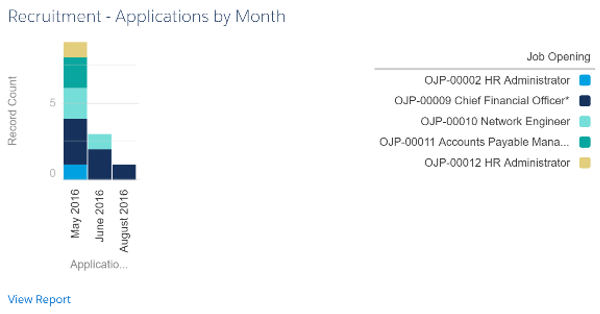 Recruitment - Applications by Month
Record Count
5
0
May 2016
June 2016
August 2016
Applicatio...
Job Opening
OJP-00002 HR Administrator
OJP-00009 Chief Financial Officer*
OJP-00010 Network Engineer
OJP-00011 Accounts Payable Mana...
OJP-00012 HR Administrator
View Report